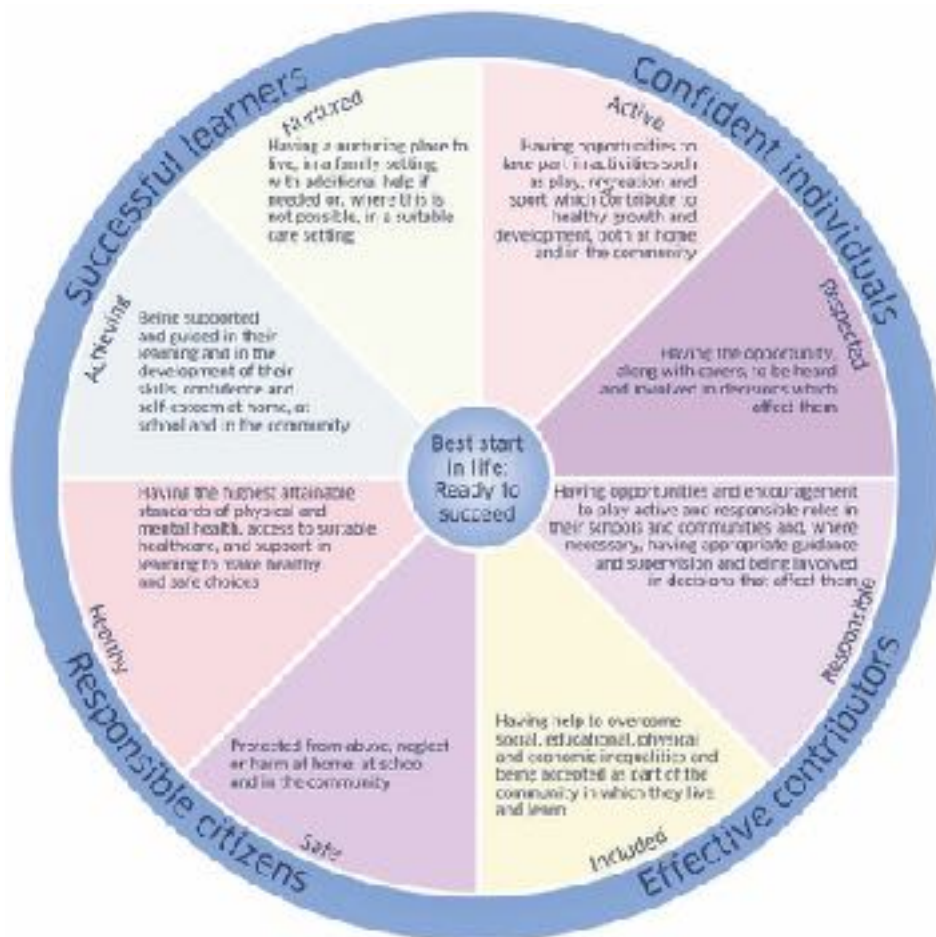 Successful learners
Confident individuals
Nurtured
Having a nurturing place to
live, in a family setting
with additional help if
needed or, where this is
not possible, in a suitable
care setting
Active
Having opportunities to
take part in activities such
as play, recreation and
sport which contribute to
healthy growth and
development, both at home
and in the community
Achieving
Being supported
and guided in their
learning and in the
development of their
skills, confidence and
self-esteem at home, at
school and in the community
Respected
Having the opportunity,
along with carers, to be heard
and involved in decisions which
affect them
Best start
in life:
Ready to
succeed
Healthy
Having the highest attainable
standards of physical and
mental health, access to suitable
healthcare, and support in
learning to make healthy
and safe choices
Responsible
Having opportunities and encouragement
to play active and responsible roles in
their schools and communities and, where
necessary, having appropriate guidance
and supervision and being involved
in decisions that affect them
Safe
Protected from abuse, neglect
or harm at home, at school
and in the community
Included
Having help to overcome
social, educational, physical
and economic inequalities and
being accepted as part of the
community in which they live
and learn
Responsible citizens
Effective contributors